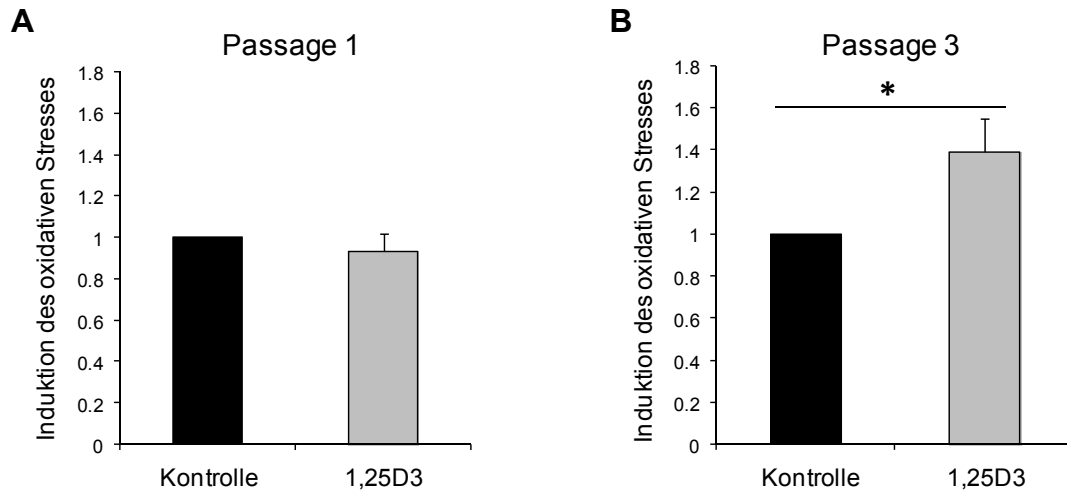 A
Passage 1
Induktion des oxidativen Stresses
1.8
1.6
1.4
1.2
1
0.8
0.6
0.4
0.2
0
Kontrolle 1,25D3
B
Passage 3
Induktion des oxidativen Stresses
1.8
1.6
1.4
1.2
1
0.8
0.6
0.4
0.2
0
*
Kontrolle 1,25D3